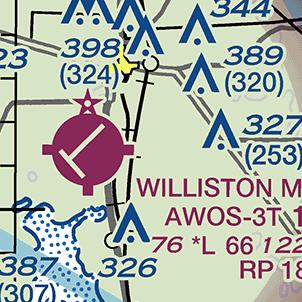 344
398
(324)
23
389
(320)
327
(253)
WILLISTON M
AWOS-3T 1
76 *L 66 122
RP 18
387
(307)
326